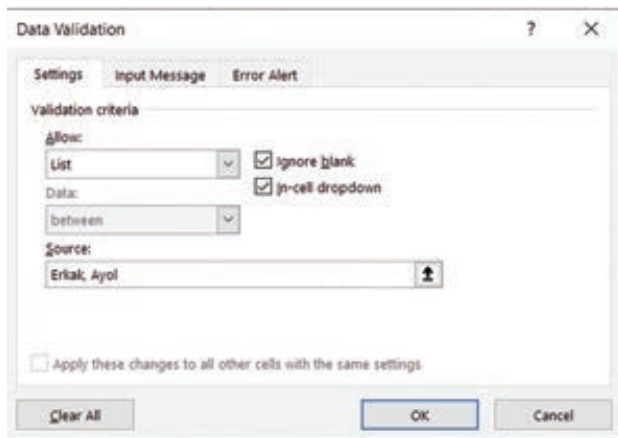 Data Validation ? ×
Settings Input Message Error Alert
Validation criteria
Allow:
List Ignore blank
Data: In-cell dropdown
between
Source:
Erkak, Ayol
Apply these changes to all other cells with the same settings
Clear All OK Cancel